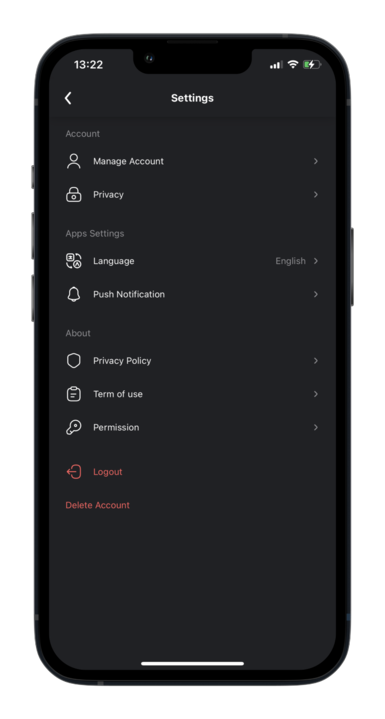 13:22
Settings
Account
Manage Account
Privacy
Apps Settings
Language English
Push Notification
About
Privacy Policy
Term of use
Permission
Logout
Delete Account